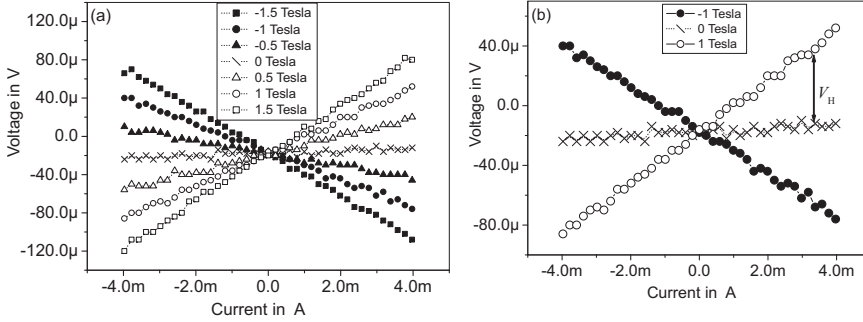 (a)
-1.5 Tesla
-1 Tesla
-0.5 Tesla
0 Tesla
0.5 Tesla
1 Tesla
1.5 Tesla
Voltage in V
120.0µ
80.0µ
40.0µ
0.0
-40.0µ
-80.0µ
-120.0µ
-4.0m -2.0m 0.0 2.0m 4.0m
Current in A
(b)
-1 Tesla
0 Tesla
1 Tesla
Voltage in V
40.0µ
0.0
-40.0µ
-80.0µ
VH
-4.0m -2.0m 0.0 2.0m 4.0m
Current in A